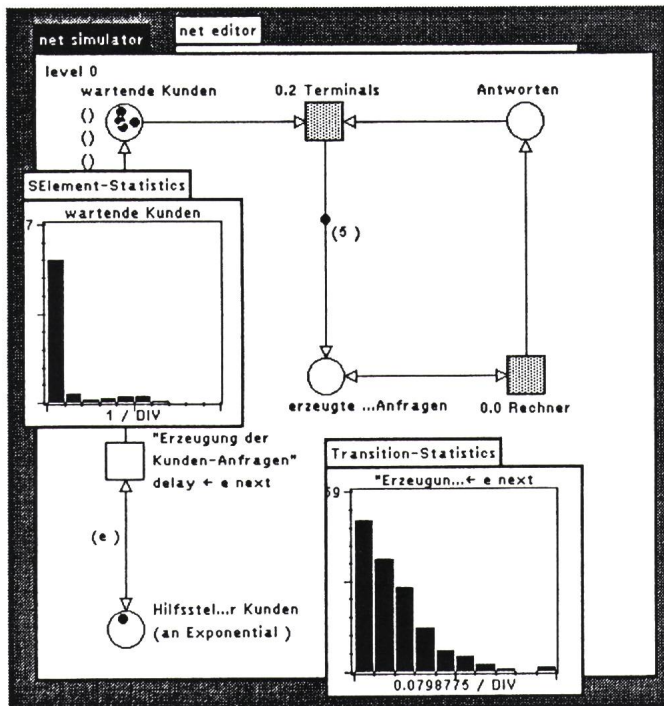 net simulator
net editor
level 0
wartende Kunden
0.2 Terminals
Antworten
()
()
()
SElement-Statistics
wartende Kunden
7
1 / DIV
(5 )
erzeugte ...Anfragen
0.0 Rechner
"Erzeugung der
Kunden-Anfragen"
delay ← e next
(e )
Hilfsstel...r Kunden
(an Exponential )
Transition-Statistics
"Erzeugun...← e next
0.0798775 / DIV